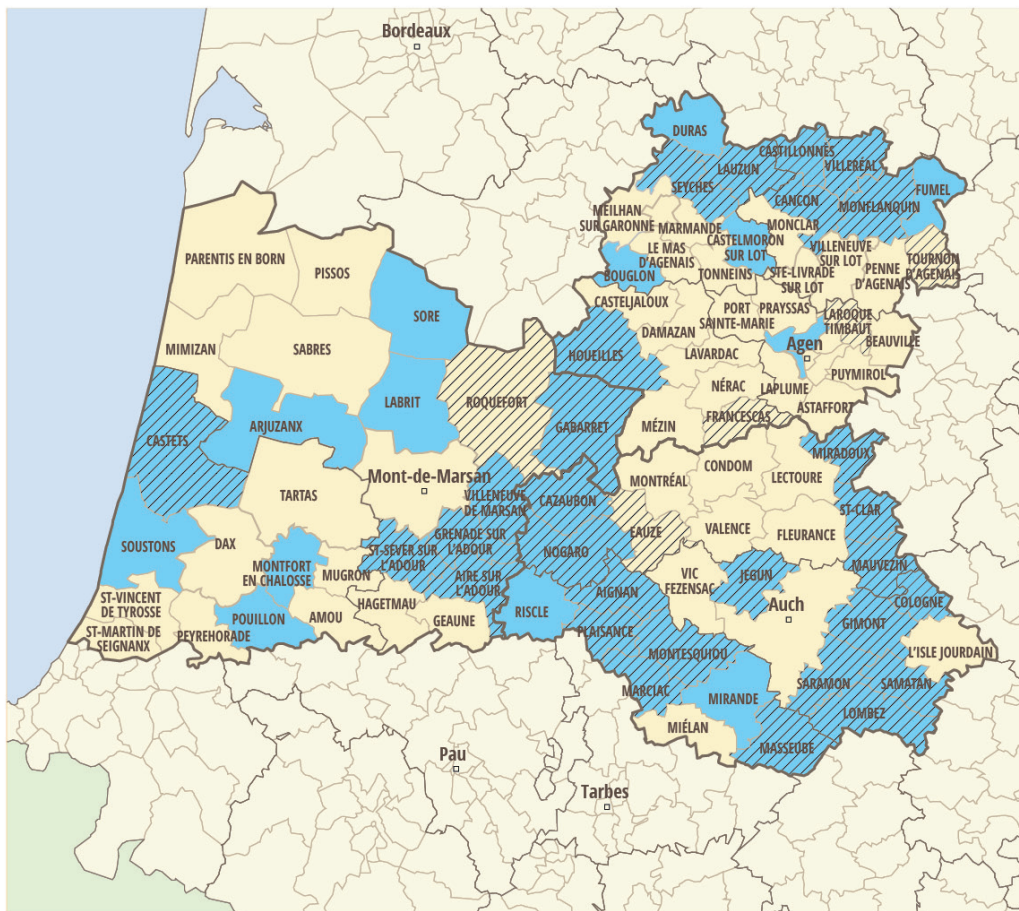 Bordeaux
DURAS
CASTILLONNÈS
LAUZUN
VILLERÉAL
SEYCHES
FUMEL
CANCON
MONFLANQUIN
MEILHAN
SUR GARONNE
MARMANDE
MONCLAR
CASTELMORON
SUR LOT
VILLENEUVE
SUR LOT
LE MAS
D'AGENAIS
TOURNON
D'AGENAIS
PENNE
D'AGENAIS
BOUGLON
TONNEINS
STE-LIVRADE
SUR LOT
PARENTIS EN BORN
PISSOS
CASTELJALOUX
PORT
SAINTE-MARIE
PRAYSSAS
LAROQUE
TIMBAUT
SORE
DAMAZAN
BEAUVILLE
Agen
MIMIZAN
SABRES
HOUEILLES
LAVARDAC
PUYMIROL
NÉRAC
LAPLUME
LABRIT
ROQUEFORT
ASTAFFORT
FRANCESCAS
MÉZIN
CASTETS
ARJUZANX
GABARRET
MIRADOUX
CONDOM
Mont-de-Marsan
MONTRÉAL
LECTOURE
TARTAS
VILLENEUVE
DE MARSAN
CAZAUBON
ST-CLAR
VALENCE
FLEURANCE
EAUZE
SOUSTONS
DAX
GRENADE SUR
L'ADOUR
ST-SEVER SUR
L'ADOUR
NOGARO
MONTFORT
EN CHALOSSE
MUGRON
AIRE SUR
L'ADOUR
VIC
FEZENSAC
JEGUN
MAUVEZIN
AIGNAN
ST-VINCENT
DE TYROSSE
HAGETMAU
Auch
COLOGNE
POUILLON
AMOU
GEAUNE
RISCLE
GIMONT
ST-MARTIN DE
SEIGNANX
PEYREHORADE
PLAISANCE
MONTESQUIDU
L'ISLE JOURDAIN
MARCIAC
MIRANDE
SARAMON
SAMATAN
LOMBEZ
MIÉLAN
MASSEUBE
Pau
Tarbes